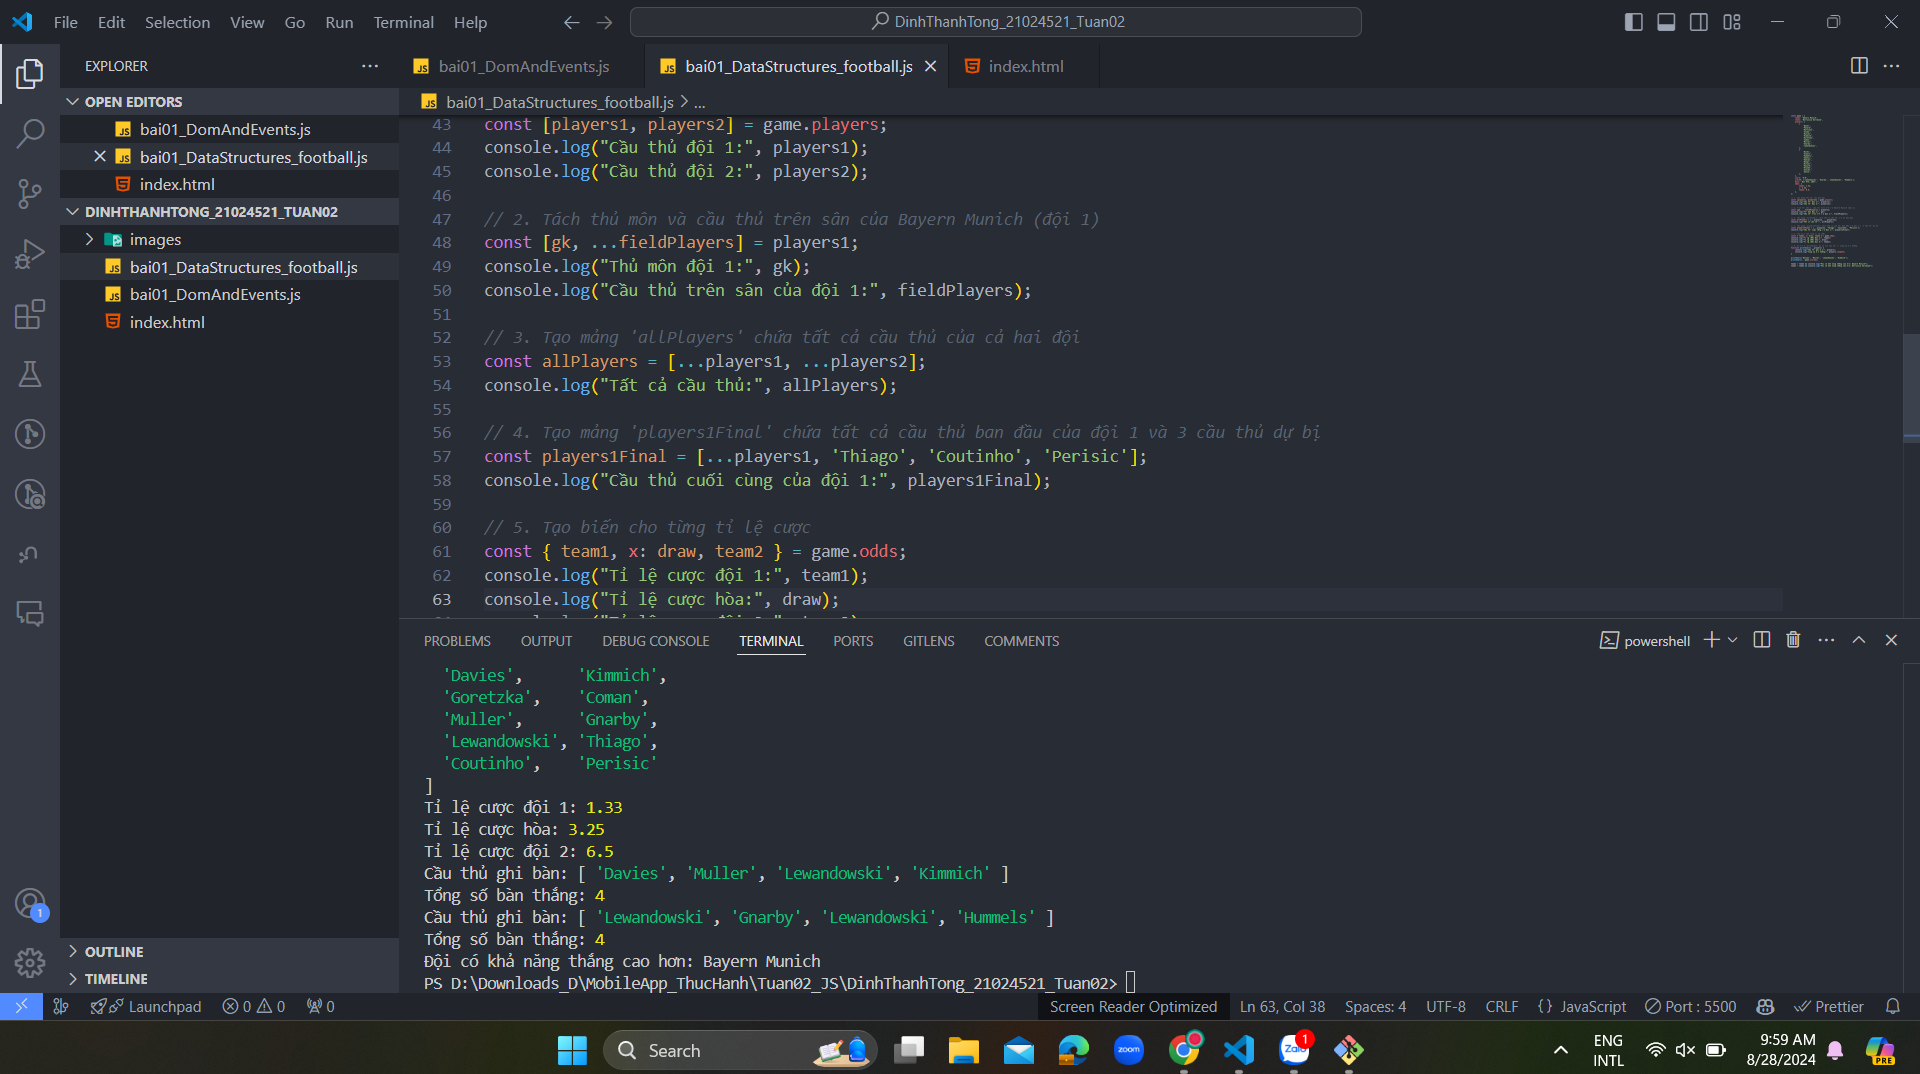 File Edit Selection View Go Run Terminal Help
DinhThanhTong_21024521_Tuan02
EXPLORER
bai01_DomAndEvents.js
bai01_DataStructures_football.js
index.html
OPEN EDITORS
bai01_DomAndEvents.js
bai01_DataStructures_football.js
index.html
DINHTHANHTONG_21024521_TUAN02
images
bai01_DataStructures_football.js
bai01_DomAndEvents.js
index.html
OUTLINE
TIMELINE
bai01_DataStructures_football.js > ...
43 const [players1, players2] = game.players;
44 console.log("Cầu thủ đội 1:", players1);
45 console.log("Cầu thủ đội 2:", players2);
46
47 // 2. Tách thủ môn và cầu thủ trên sân của Bayern Munich (đội 1)
48 const [gk, ...fieldPlayers] = players1;
49 console.log("Thủ môn đội 1:", gk);
50 console.log("Cầu thủ trên sân của đội 1:", fieldPlayers);
51
52 // 3. Tạo mảng 'allPlayers' chứa tất cả cầu thủ của cả hai đội
53 const allPlayers = [...players1, ...players2];
54 console.log("Tất cả cầu thủ:", allPlayers);
55
56 // 4. Tạo mảng 'players1Final' chứa tất cả cầu thủ ban đầu của đội 1 và 3 cầu thủ dự bị
57 const players1Final = [...players1, 'Thiago', 'Coutinho', 'Perisic'];
58 console.log("Cầu thủ cuối cùng của đội 1:", players1Final);
59
60 // 5. Tạo biến cho từng tỉ lệ cược
61 const { team1, x: draw, team2 } = game.odds;
62 console.log("Tỉ lệ cược đội 1:", team1);
63 console.log("Tỉ lệ cược hòa:", draw);
PROBLEMS OUTPUT DEBUG CONSOLE TERMINAL PORTS GITLENS COMMENTS
powershell
'Davies', 'Kimmich',
'Goretzka', 'Coman',
'Muller', 'Gnarby',
'Lewandowski', 'Thiago',
'Coutinho', 'Perisic'
]
Tỉ lệ cược đội 1: 1.33
Tỉ lệ cược hòa: 3.25
Tỉ lệ cược đội 2: 6.5
Cầu thủ ghi bàn: [ 'Davies', 'Muller', 'Lewandowski', 'Kimmich' ]
Tổng số bàn thắng: 4
Cầu thủ ghi bàn: [ 'Lewandowski', 'Gnarby', 'Lewandowski', 'Hummels' ]
Tổng số bàn thắng: 4
Đội có khả năng thắng cao hơn: Bayern Munich
PS D:\Downloads_D\MobileApp_ThucHanh\Tuan02_JS\DinhThanhTong_21024521_Tuan02>
1
Launchpad 0 0 0
Screen Reader Optimized Ln 63, Col 38 Spaces: 4 UTF-8 CRLF {} JavaScript Port : 5500 Prettier
Search
zoom
Zalo
1
ENG
INTL
9:59 AM
8/28/2024
PRE